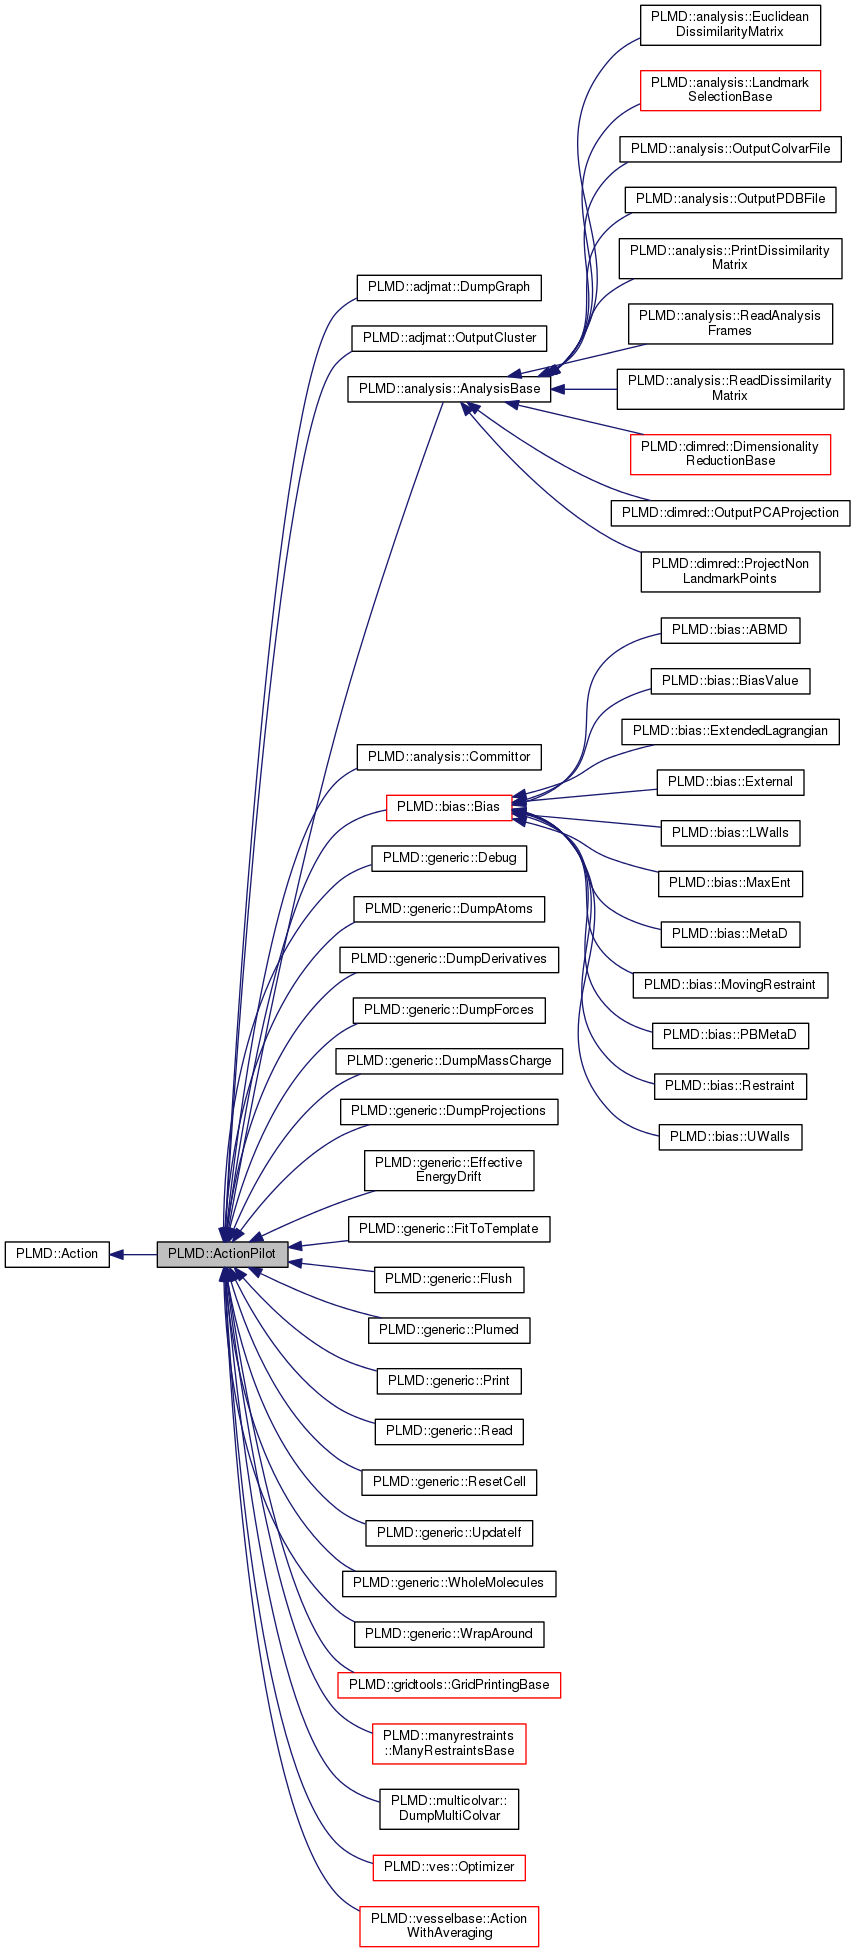 PLMD::analysis::Euclidean
DissimilarityMatrix
PLMD::analysis::Landmark
SelectionBase
PLMD::analysis::OutputColvarFile
PLMD::analysis::OutputPDBFile
PLMD::analysis::PrintDissimilarity
Matrix
PLMD::adjmat::DumpGraph
PLMD::analysis::ReadAnalysis
Frames
PLMD::adjmat::OutputCluster
PLMD::analysis::AnalysisBase
PLMD::analysis::ReadDissimilarity
Matrix
PLMD::dimred::Dimensionality
ReductionBase
PLMD::dimred::OutputPCAProjection
PLMD::dimred::ProjectNon
LandmarkPoints
PLMD::bias::ABMD
PLMD::bias::BiasValue
PLMD::bias::ExtendedLagrangian
PLMD::analysis::Committor
PLMD::bias::External
PLMD::bias::Bias
PLMD::bias::LWalls
PLMD::generic::Debug
PLMD::bias::MaxEnt
PLMD::generic::DumpAtoms
PLMD::bias::MetaD
PLMD::generic::DumpDerivatives
PLMD::bias::MovingRestraint
PLMD::generic::DumpForces
PLMD::bias::PBMetaD
PLMD::generic::DumpMassCharge
PLMD::bias::Restraint
PLMD::generic::DumpProjections
PLMD::bias::UWalls
PLMD::generic::Effective
EnergyDrift
PLMD::generic::FitToTemplate
PLMD::Action
PLMD::ActionPilot
PLMD::generic::Flush
PLMD::generic::Plumed
PLMD::generic::Print
PLMD::generic::Read
PLMD::generic::ResetCell
PLMD::generic::UpdateIf
PLMD::generic::WholeMolecules
PLMD::generic::WrapAround
PLMD::gridtools::GridPrintingBase
PLMD::manyrestraints
::ManyRestraintsBase
PLMD::multicolvar::
DumpMultiColvar
PLMD::ves::Optimizer
PLMD::vesselbase::Action
WithAveraging